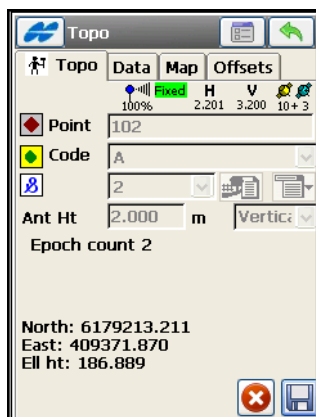 Topo
Topo Data Map Offsets
Fixed H V
100% 2.201 3.200 10+ 3
Point 102
Code A
2
Ant Ht 2.000 m Vertica
Epoch count 2
North: 6179213.211
East: 409371.870
Ell ht: 186.889